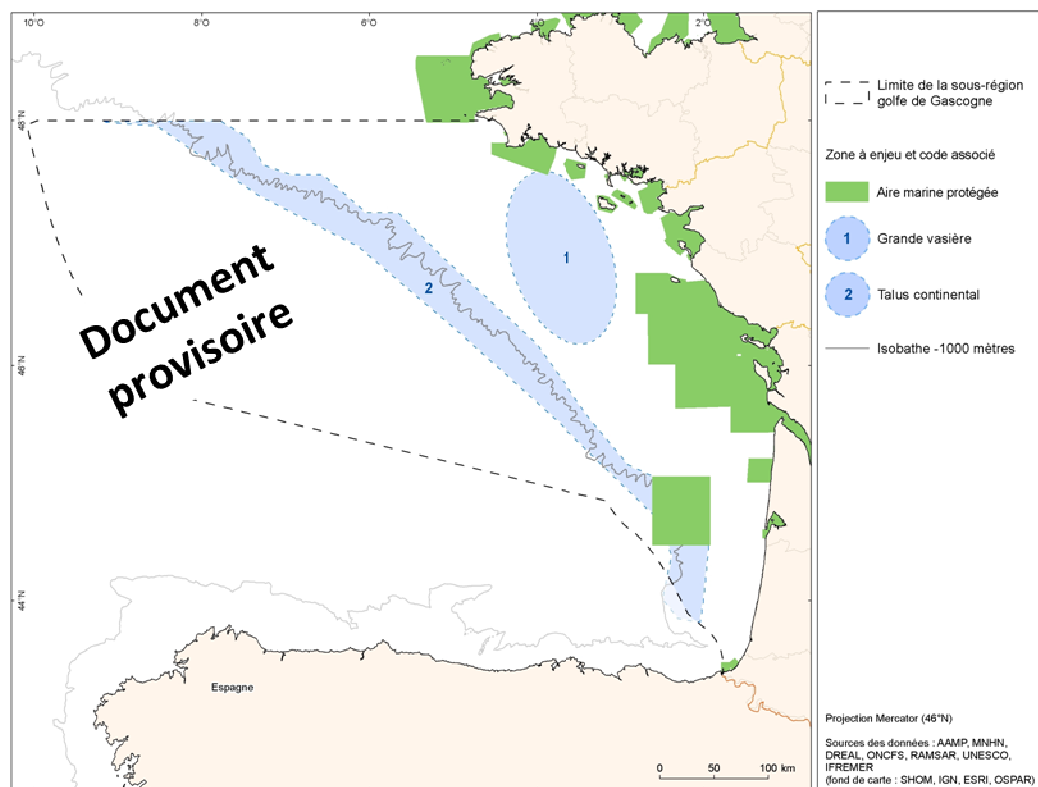 10°O
8°O
6°O
4°O
2°O
48°N
46°N
44°N
Document
provisoire
1
2
Espagne
0 50 100 km
Limite de la sous-région
golfe de Gascogne
Zone à enjeu et code associé
Aire marine protégée
1 Grande vasière
2 Talus continental
Isobathe -1000 mètres
Projection Mercator (46°N)
Sources des données : AAMP, MNHN,
DREAL, ONCFS, RAMSAR, UNESCO,
IFREMER
(fond de carte : SHOM, IGN, ESRI, OSPAR)